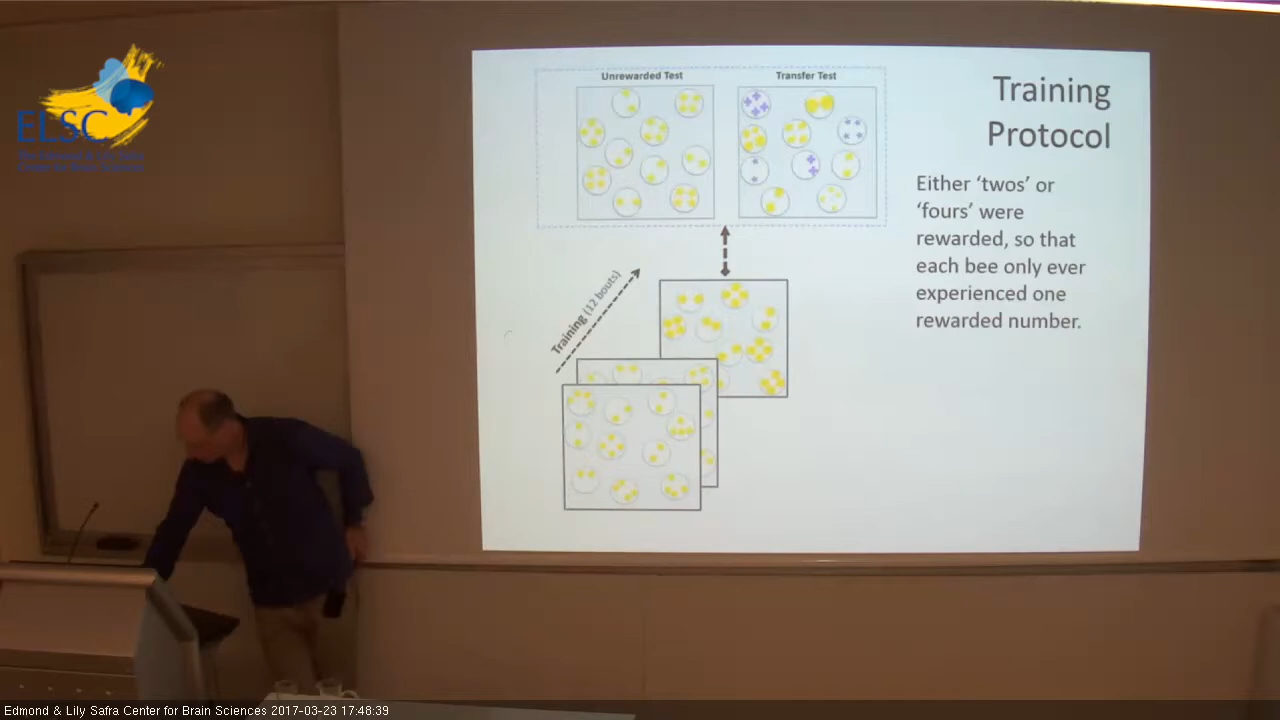 ELSC
Unrewarded Test
Transfer Test
Training
Protocol
Either ‘twos’ or
‘fours’ were
rewarded, so that
each bee only ever
experienced one
rewarded number.
Training (12 bouts)
Edmond & Lily Safra Center for Brain Sciences 2017-03-23 17:48:39